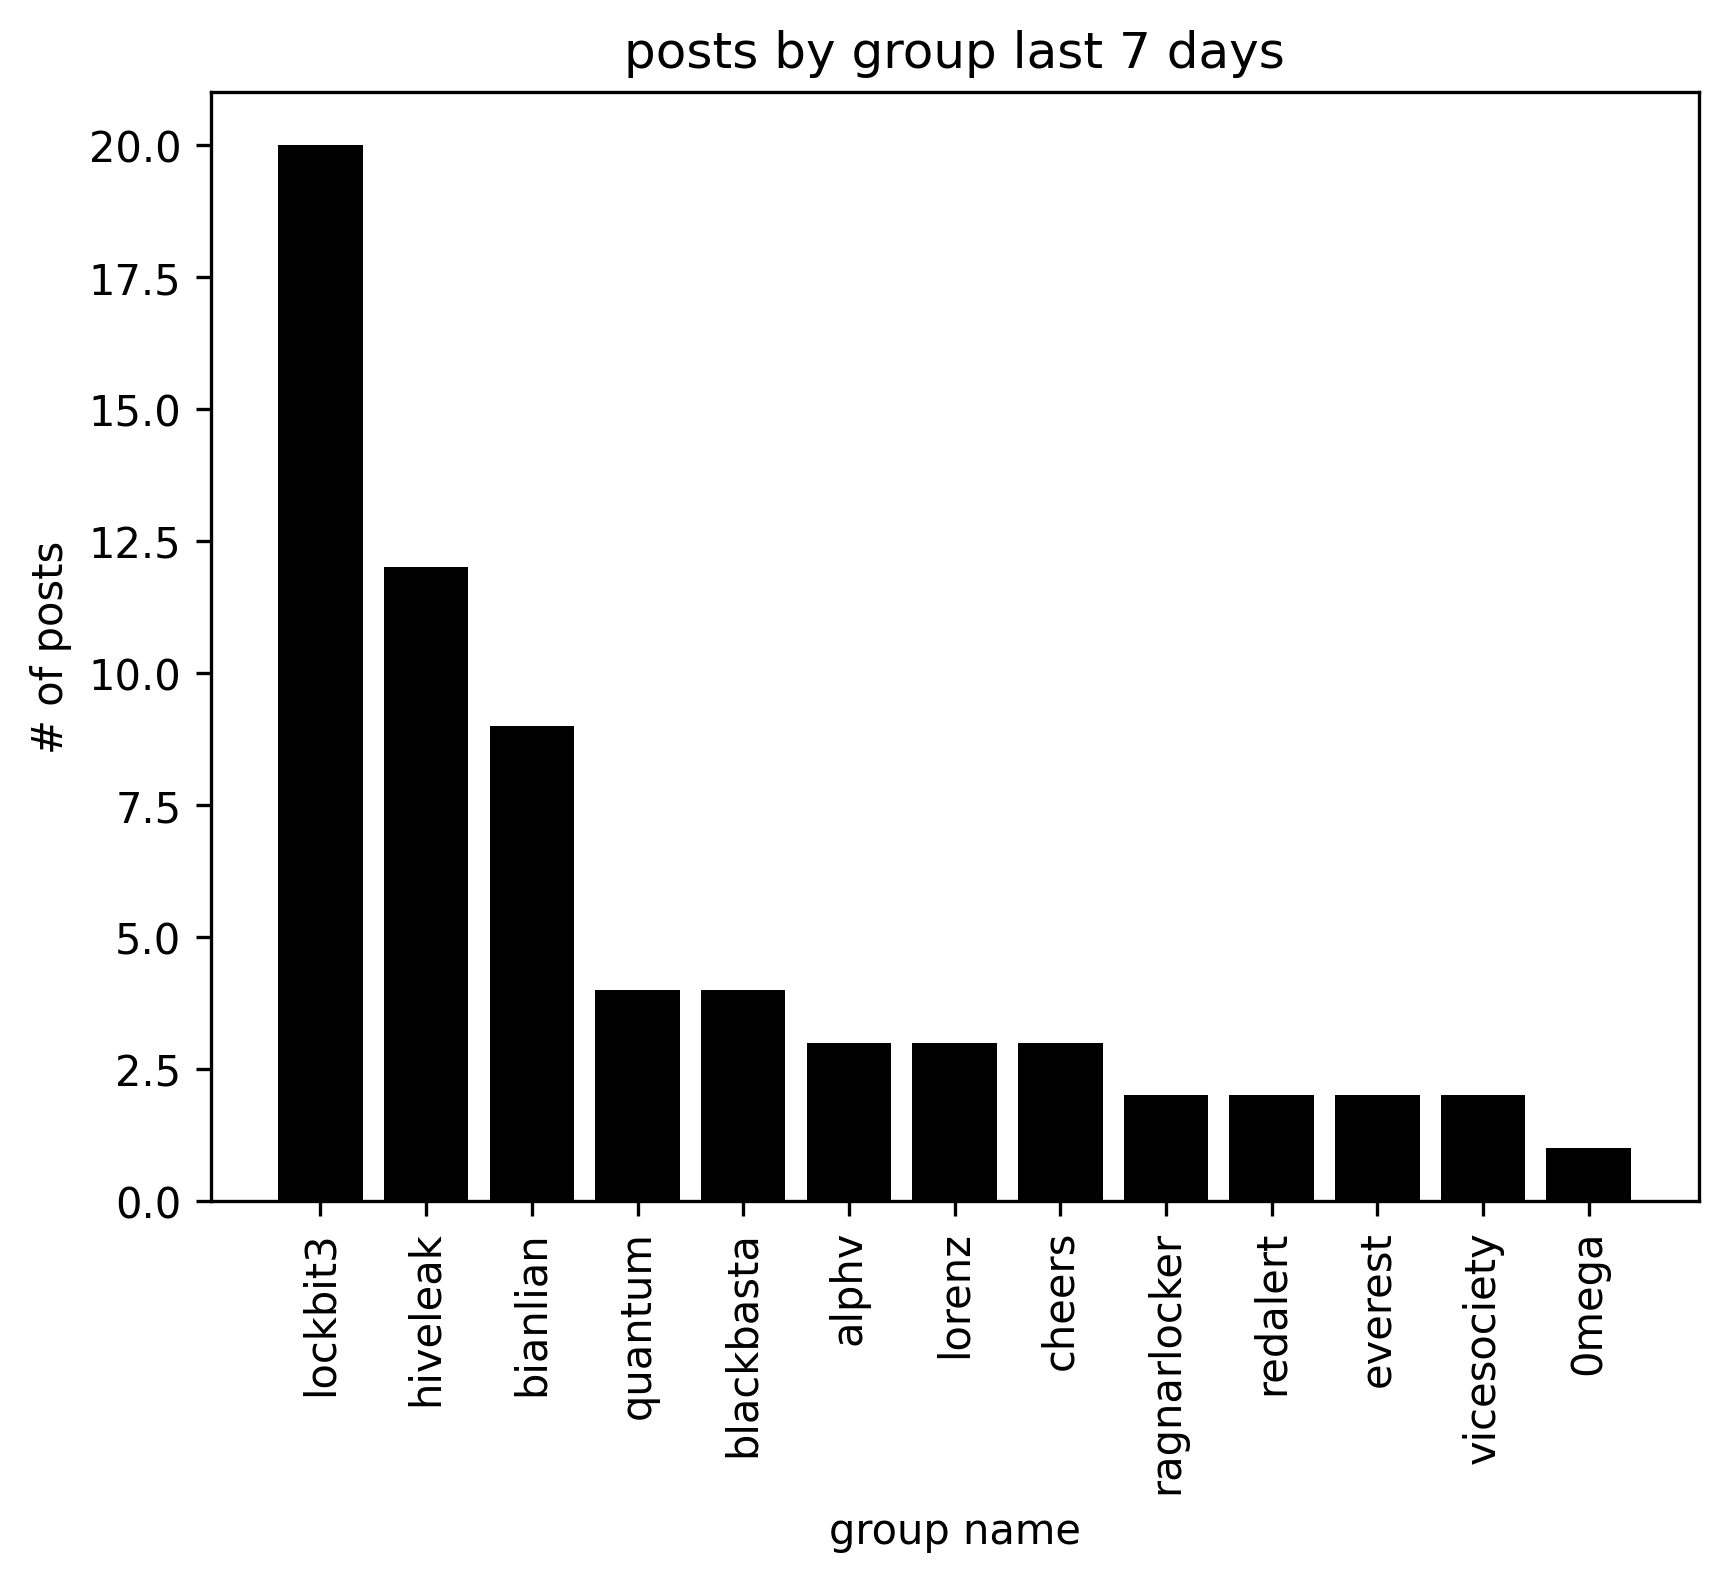 posts by group last 7 days
# of posts
20.0
17.5
15.0
12.5
10.0
7.5
5.0
2.5
0.0
lockbit3
hiveleak
bianlian
quantum
blackbasta
alphv
lorenz
cheers
ragnarlocker
redalert
everest
vicesociety
0mega
group name